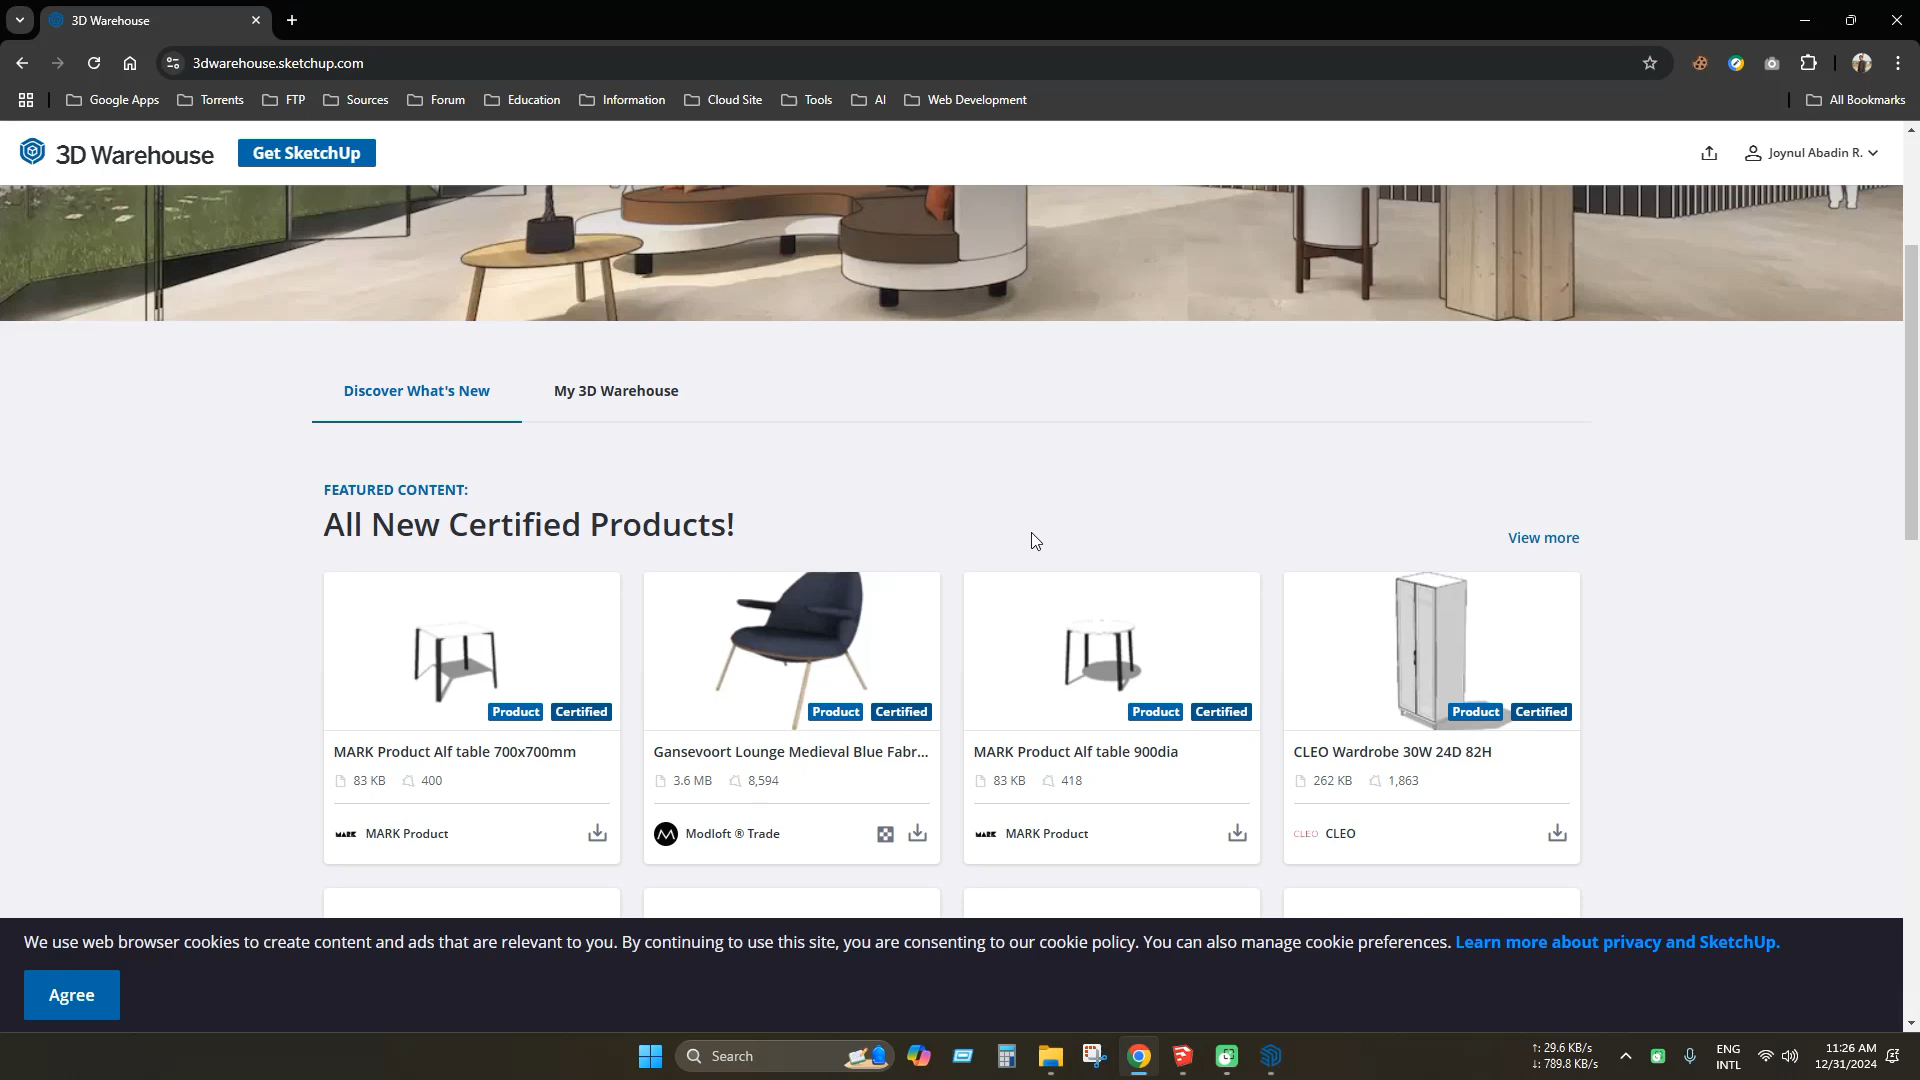 3D Warehouse
3dwarehouse.sketchup.com
Google Apps
Torrents
FTP
Sources
Forum
Education
Information
Cloud Site
Tools
AI
Web Development
All Bookmarks
3D Warehouse
Get SketchUp
Joynul Abadin R.
Discover What's New
My 3D Warehouse
FEATURED CONTENT:
All New Certified Products!
View more
Product Certified
Product Certified
Product Certified
Product Certified
MARK Product Alf table 700x700mm
Gansevoort Lounge Medieval Blue Fabr...
MARK Product Alf table 900dia
CLEO Wardrobe 30W 24D 82H
83 KB 400
3.6 MB 8,594
83 KB 418
262 KB 1,863
MARK MARK Product
Modloft ® Trade
MARK MARK Product
CLEO CLEO
We use web browser cookies to create content and ads that are relevant to you. By continuing to use this site, you are consenting to our cookie policy. You can also manage cookie preferences. Learn more about privacy and SketchUp.
Agree
Search
↑: 29.6 KB/s
↓: 789.8 KB/s
ENG
INTL
11:26 AM
12/31/2024